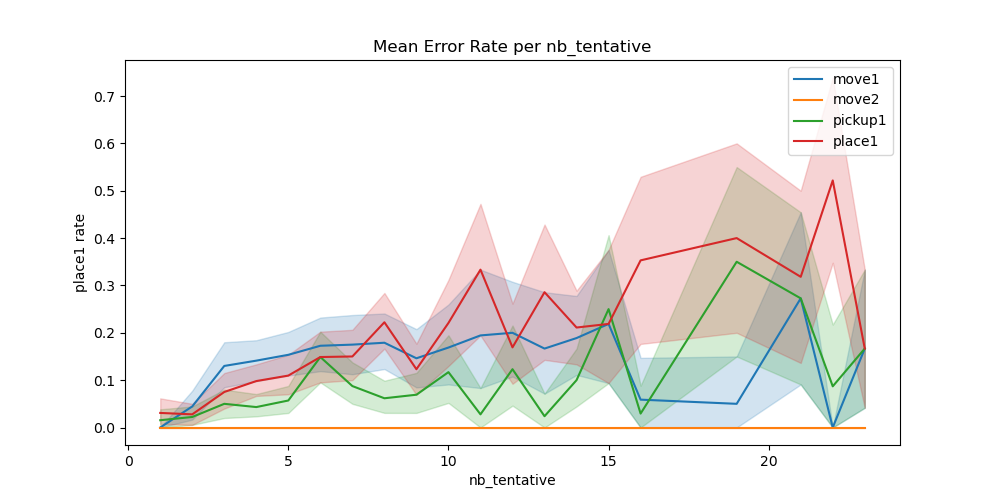 Mean Error Rate per nb_tentative
move1
move2
pickup1
place1
place1 rate
0.7
0.6
0.5
0.4
0.3
0.2
0.1
0.0
0
5
10
15
20
nb_tentative